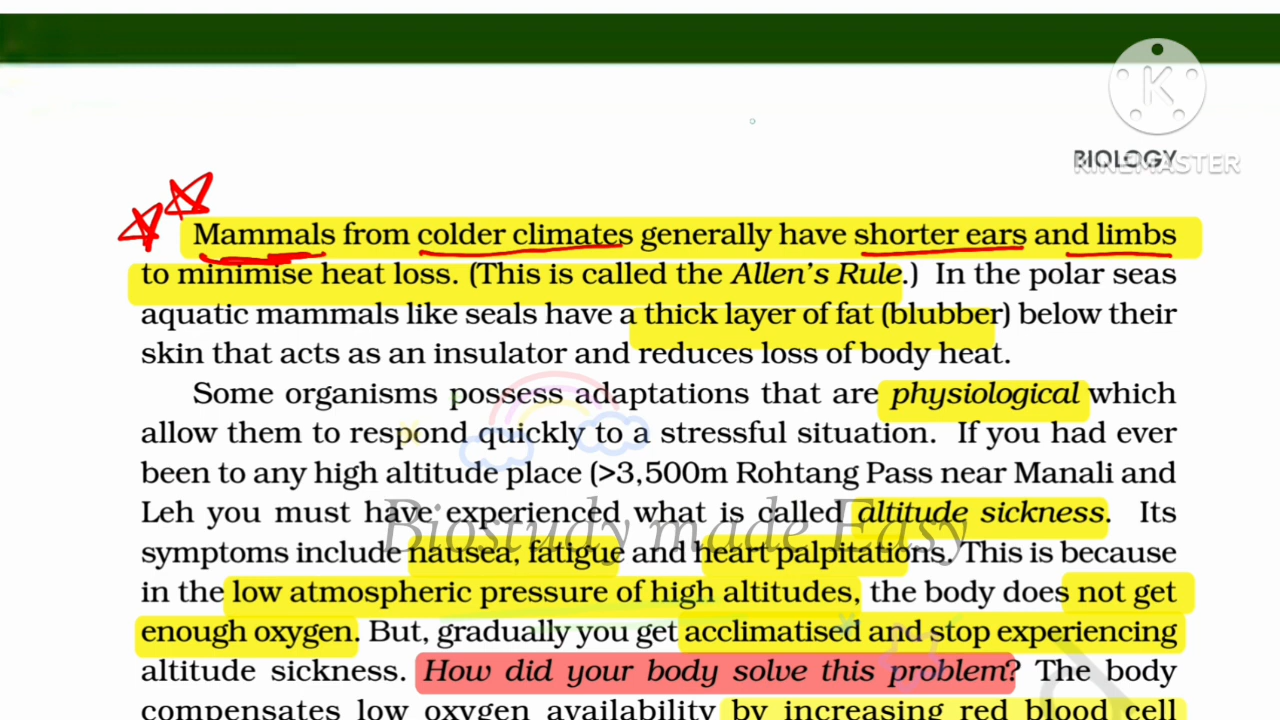 K
BIOLOGY
KINEMASTER
Mammals from colder climates generally have shorter ears and limbs
to minimise heat loss. (This is called the Allen's Rule.) In the polar seas
aquatic mammals like seals have a thick layer of fat (blubber) below their
skin that acts as an insulator and reduces loss of body heat.
Some organisms possess adaptations that are physiological which
allow them to respond quickly to a stressful situation. If you had ever
been to any high altitude place (>3,500m Rohtang Pass near Manali and
Leh you must have experienced what is called altitude sickness. Its
Biostudy made Easy
symptoms include nausea, fatigue and heart palpitations. This is because
in the low atmospheric pressure of high altitudes, the body does not get
enough oxygen. But, gradually you get acclimatised and stop experiencing
altitude sickness. How did your body solve this problem? The body
compensates low oxygen availability by increasing red blood cell